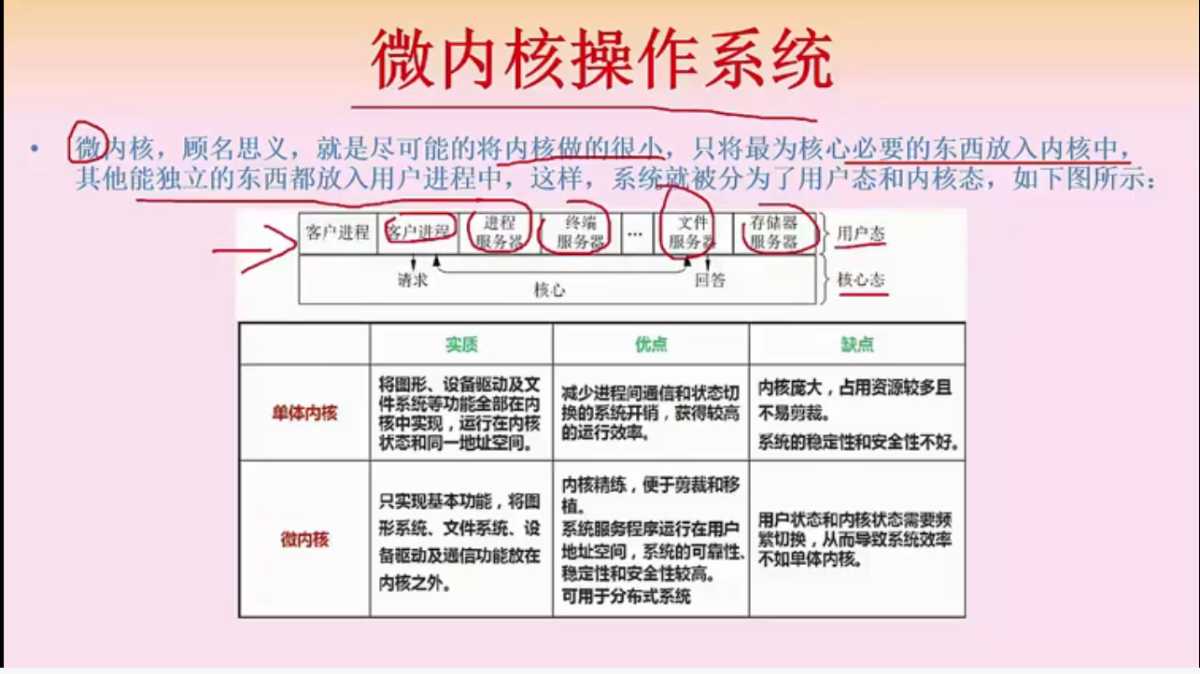 微内核操作系统
• 微内核，顾名思义，就是尽可能的将内核做的很小，只将最为核心必要的东西放入内核中，
其他能独立的东西都放入用户进程中，这样，系统就被分为了用户态和内核态，如下图所示：
客户进程 客户进程 进程 终端 … 文件 存储器 用户态
服务器 服务器 服务器 服务器
请求 核心 回答 核心态
实质 优点 缺点
单体内核
将图形、设备驱动及文
件系统等功能全部在内
核中实现，运行在内核
状态和同一地址空间。
减少进程间通信和状态切
换的系统开销，获得较高
的运行效率。
内核庞大，占用资源较多且
不易剪裁。
系统的稳定性和安全性不好。
微内核
只实现基本功能，将图
形系统、文件系统、设
备驱动及通信功能放在
内核之外。
内核精练，便于剪裁和移
植。
系统服务程序运行在用户
地址空间，系统的可靠性、
稳定性和安全性较高。
可用于分布式系统
用户状态和内核状态需要频
繁切换，从而导致系统效率
不如单体内核。